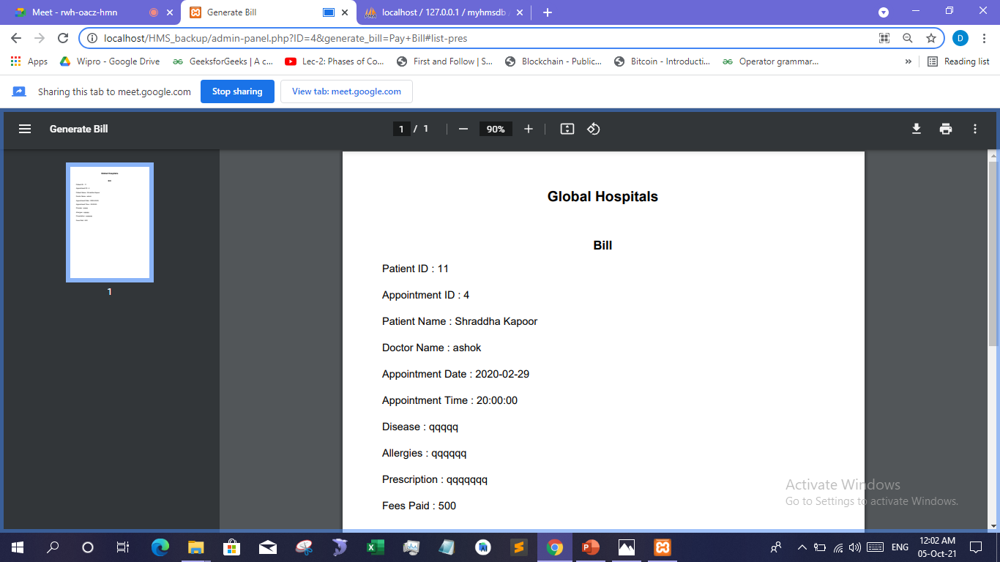 Meet - rwh-oacz-hmn
Generate Bill
localhost / 127.0.0.1 / myhmsdb
localhost/HMS_backup/admin-panel.php?ID=4&generate_bill=Pay+Bill#list-pres
D
Apps
Wipro - Google Drive
GeeksforGeeks | A c...
Lec-2: Phases of Co...
First and Follow | S...
Blockchain - Public...
Bitcoin - Introducti...
Operator grammar...
»
Reading list
Sharing this tab to meet.google.com
Stop sharing
View tab: meet.google.com
Generate Bill
1 / 1
90%
1
Global Hospitals
Bill
Patient ID : 11
Appointment ID : 4
Patient Name : Shraddha Kapoor
Doctor Name : ashok
Appointment Date : 2020-02-29
Appointment Time : 20:00:00
Disease : qqqqq
Allergies : qqqqqq
Prescription : qqqqqqq
Fees Paid : 500
Activate Windows
Go to Settings to activate Windows.
ENG
12:02 AM
05-Oct-21